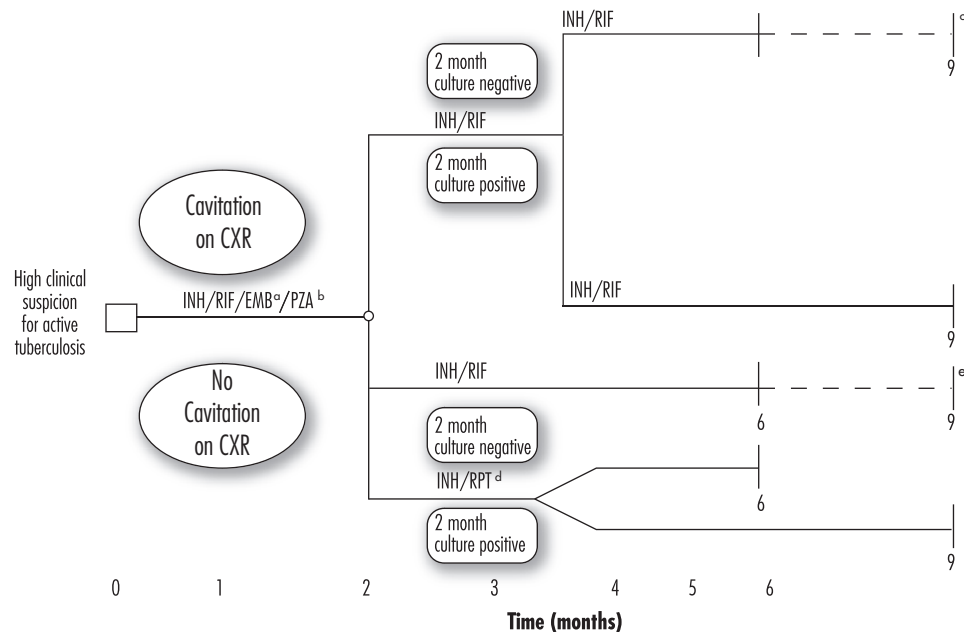 INH/RIF
c
9
2 month
culture negative
INH/RIF
2 month
culture positive
Cavitation
on CXR
High clinical
suspicion
for active
tuberculosis
INH/RIF/EMBa/PZA b
INH/RIF
9
No
Cavitation
on CXR
INH/RIF
6
e
9
2 month
culture negative
INH/RPT d
6
2 month
culture positive
9
0 1 2 3 4 5 6
Time (months)